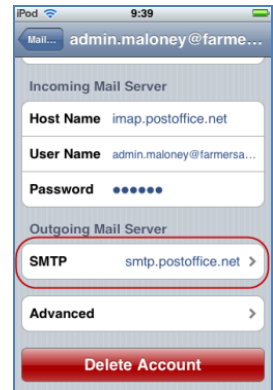 iPod 9:39
Mail... admin.maloney@farme...
Incoming Mail Server
Host Name imap.postoffice.net
User Name admin.maloney@farmersa...
Password ●●●●●●
Outgoing Mail Server
SMTP smtp.postoffice.net >
Advanced >
Delete Account